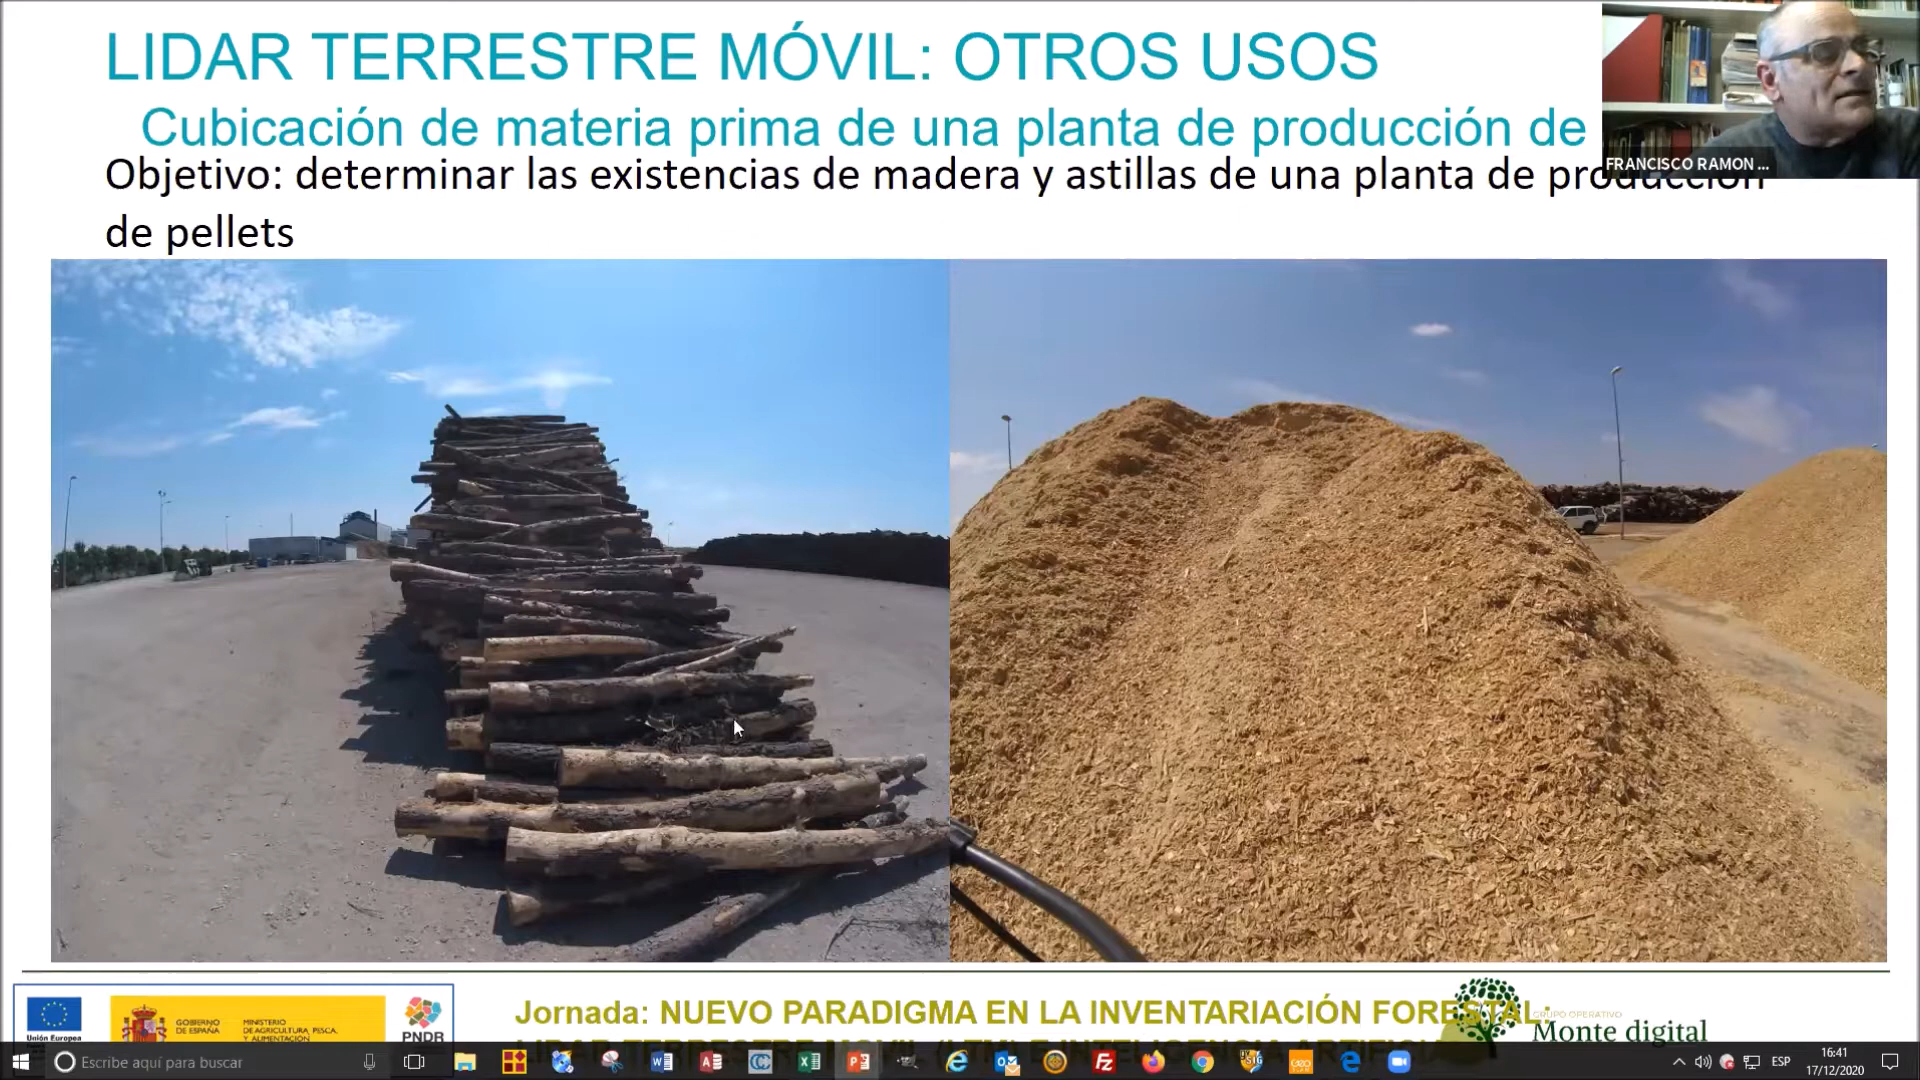 LIDAR TERRESTRE MÓVIL: OTROS USOS
Cubicación de materia prima de una planta de producción de
Objetivo: determinar las existencias de madera y astillas de una planta de producción
de pellets
FRANCISCO RAMON ...
Unión Europea
GOBIERNO
DE ESPAÑA
MINISTERIO
DE AGRICULTURA, PESCA,
Y ALIMENTACIÓN
PNDR
Jornada: NUEVO PARADIGMA EN LA INVENTARIACIÓN FORESTAL:
GRUPO OPERATIVO
Monte digital
Escribe aquí para buscar
ESP
16:41
17/12/2020